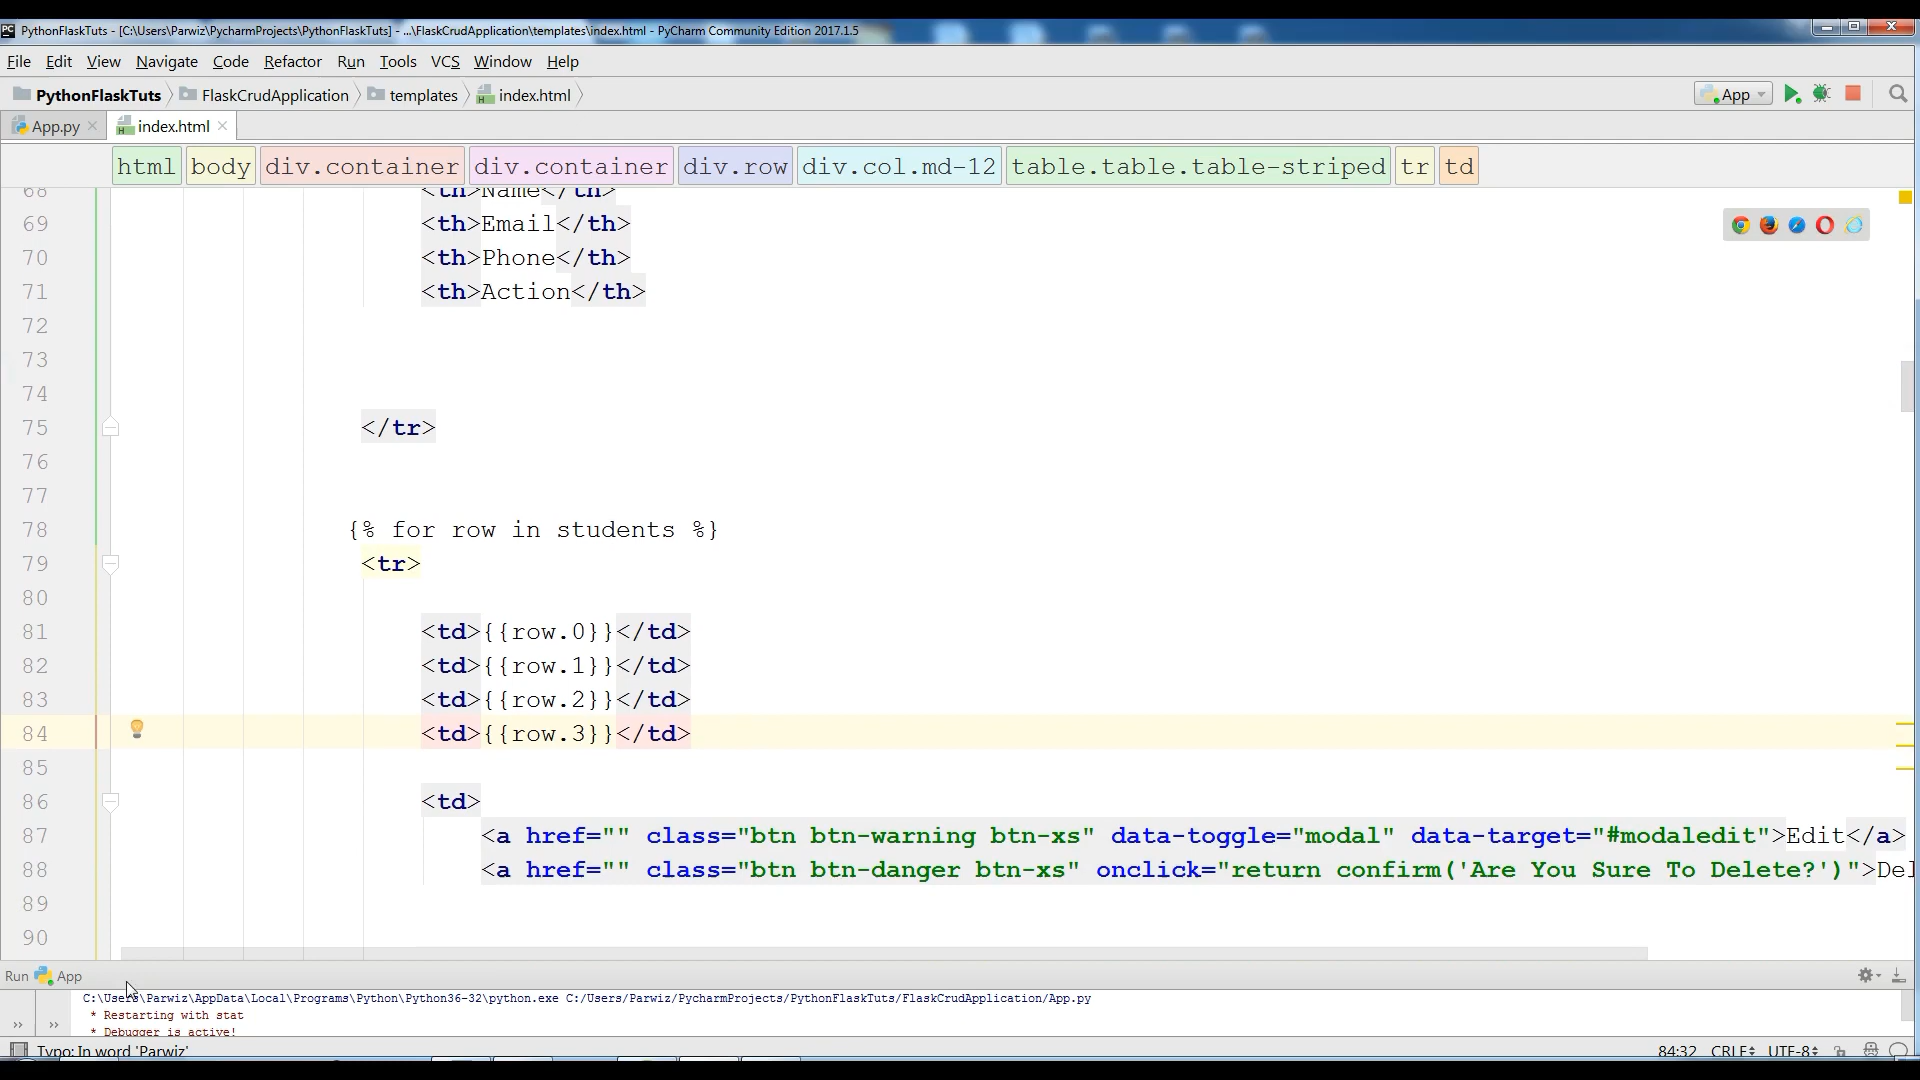 PythonFlaskTuts - [C:\Users\Parwiz\PycharmProjects\PythonFlaskTuts] - ...\FlaskCrudApplication\templates\index.html - PyCharm Community Edition 2017.1.5
File Edit View Navigate Code Refactor Run Tools VCS Window Help
PythonFlaskTuts FlaskCrudApplication templates index.html App
App.py index.html
html body div.container div.container div.row div.col.md-12 table.table.table-striped tr td
68 <th>Name</th>
69 <th>Email</th>
70 <th>Phone</th>
71 <th>Action</th>
72
73
74
75 </tr>
76
77
78 {% for row in students %}
79 <tr>
80
81 <td>{{row.0}}</td>
82 <td>{{row.1}}</td>
83 <td>{{row.2}}</td>
84 <td>{{row.3}}</td>
85
86 <td>
87 <a href="" class="btn btn-warning btn-xs" data-toggle="modal" data-target="#modaledit">Edit</a>
88 <a href="" class="btn btn-danger btn-xs" onclick="return confirm('Are You Sure To Delete?')">Del
89
90
Run App
C:\Users\Parwiz\AppData\Local\Programs\Python\Python36-32\python.exe C:/Users/Parwiz/PycharmProjects/PythonFlaskTuts/FlaskCrudApplication/App.py
* Restarting with stat
* Debugger is active!
Typo: In word 'Parwiz' 84:32 CRLF UTF-8